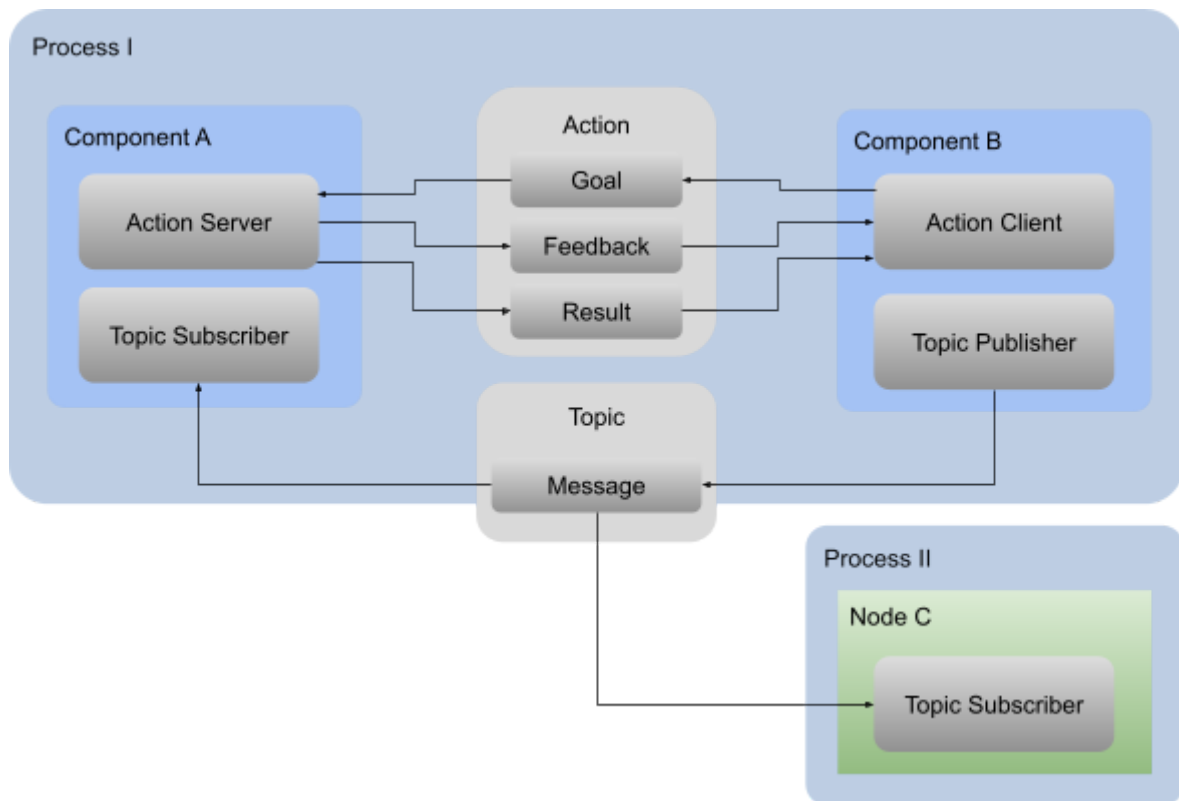 Process I
Component A
Action Server
Topic Subscriber
Action
Goal
Feedback
Result
Component B
Action Client
Topic Publisher
Topic
Message
Process II
Node C
Topic Subscriber